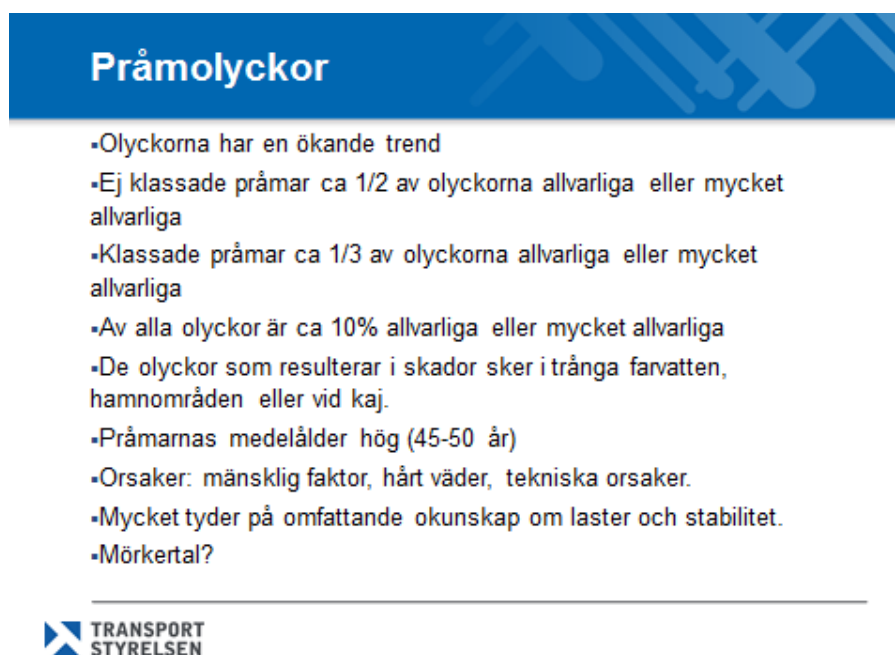 Pråmolyckor
▪Olyckorna har en ökande trend
▪Ej klassade pråmar ca 1/2 av olyckorna allvarliga eller mycket
allvarliga
▪Klassade pråmar ca 1/3 av olyckorna allvarliga eller mycket
allvarliga
▪Av alla olyckor är ca 10% allvarliga eller mycket allvarliga
▪De olyckor som resulterar i skador sker i trånga farvatten,
hamnområden eller vid kaj.
▪Pråmarnas medelålder hög (45-50 år)
▪Orsaker: mänsklig faktor, hårt väder, tekniska orsaker.
▪Mycket tyder på omfattande okunskap om laster och stabilitet.
▪Mörkertal?
TRANSPORT
STYRELSEN